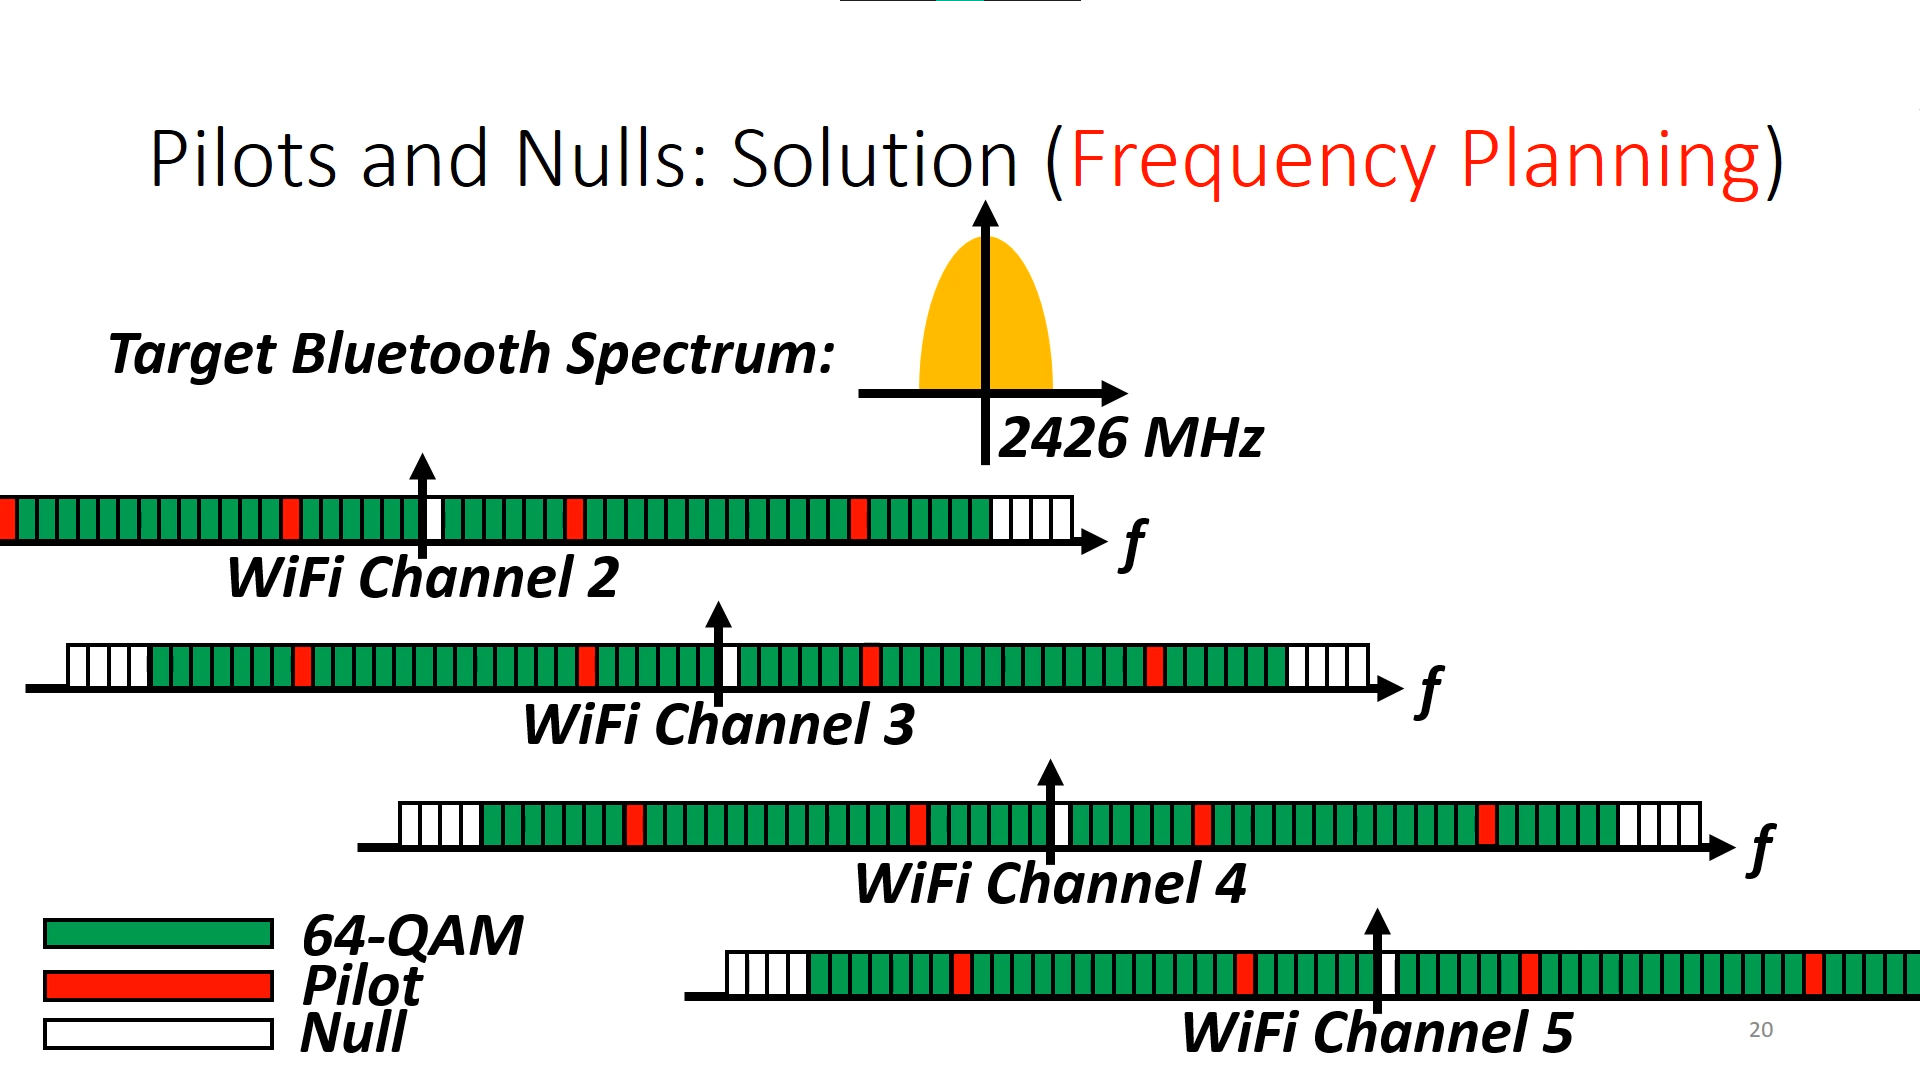 Pilots and Nulls: Solution (Frequency Planning)
Target Bluetooth Spectrum:
2426 MHz
f
WiFi Channel 2
f
WiFi Channel 3
f
WiFi Channel 4
64-QAM
Pilot
Null
WiFi Channel 5
20